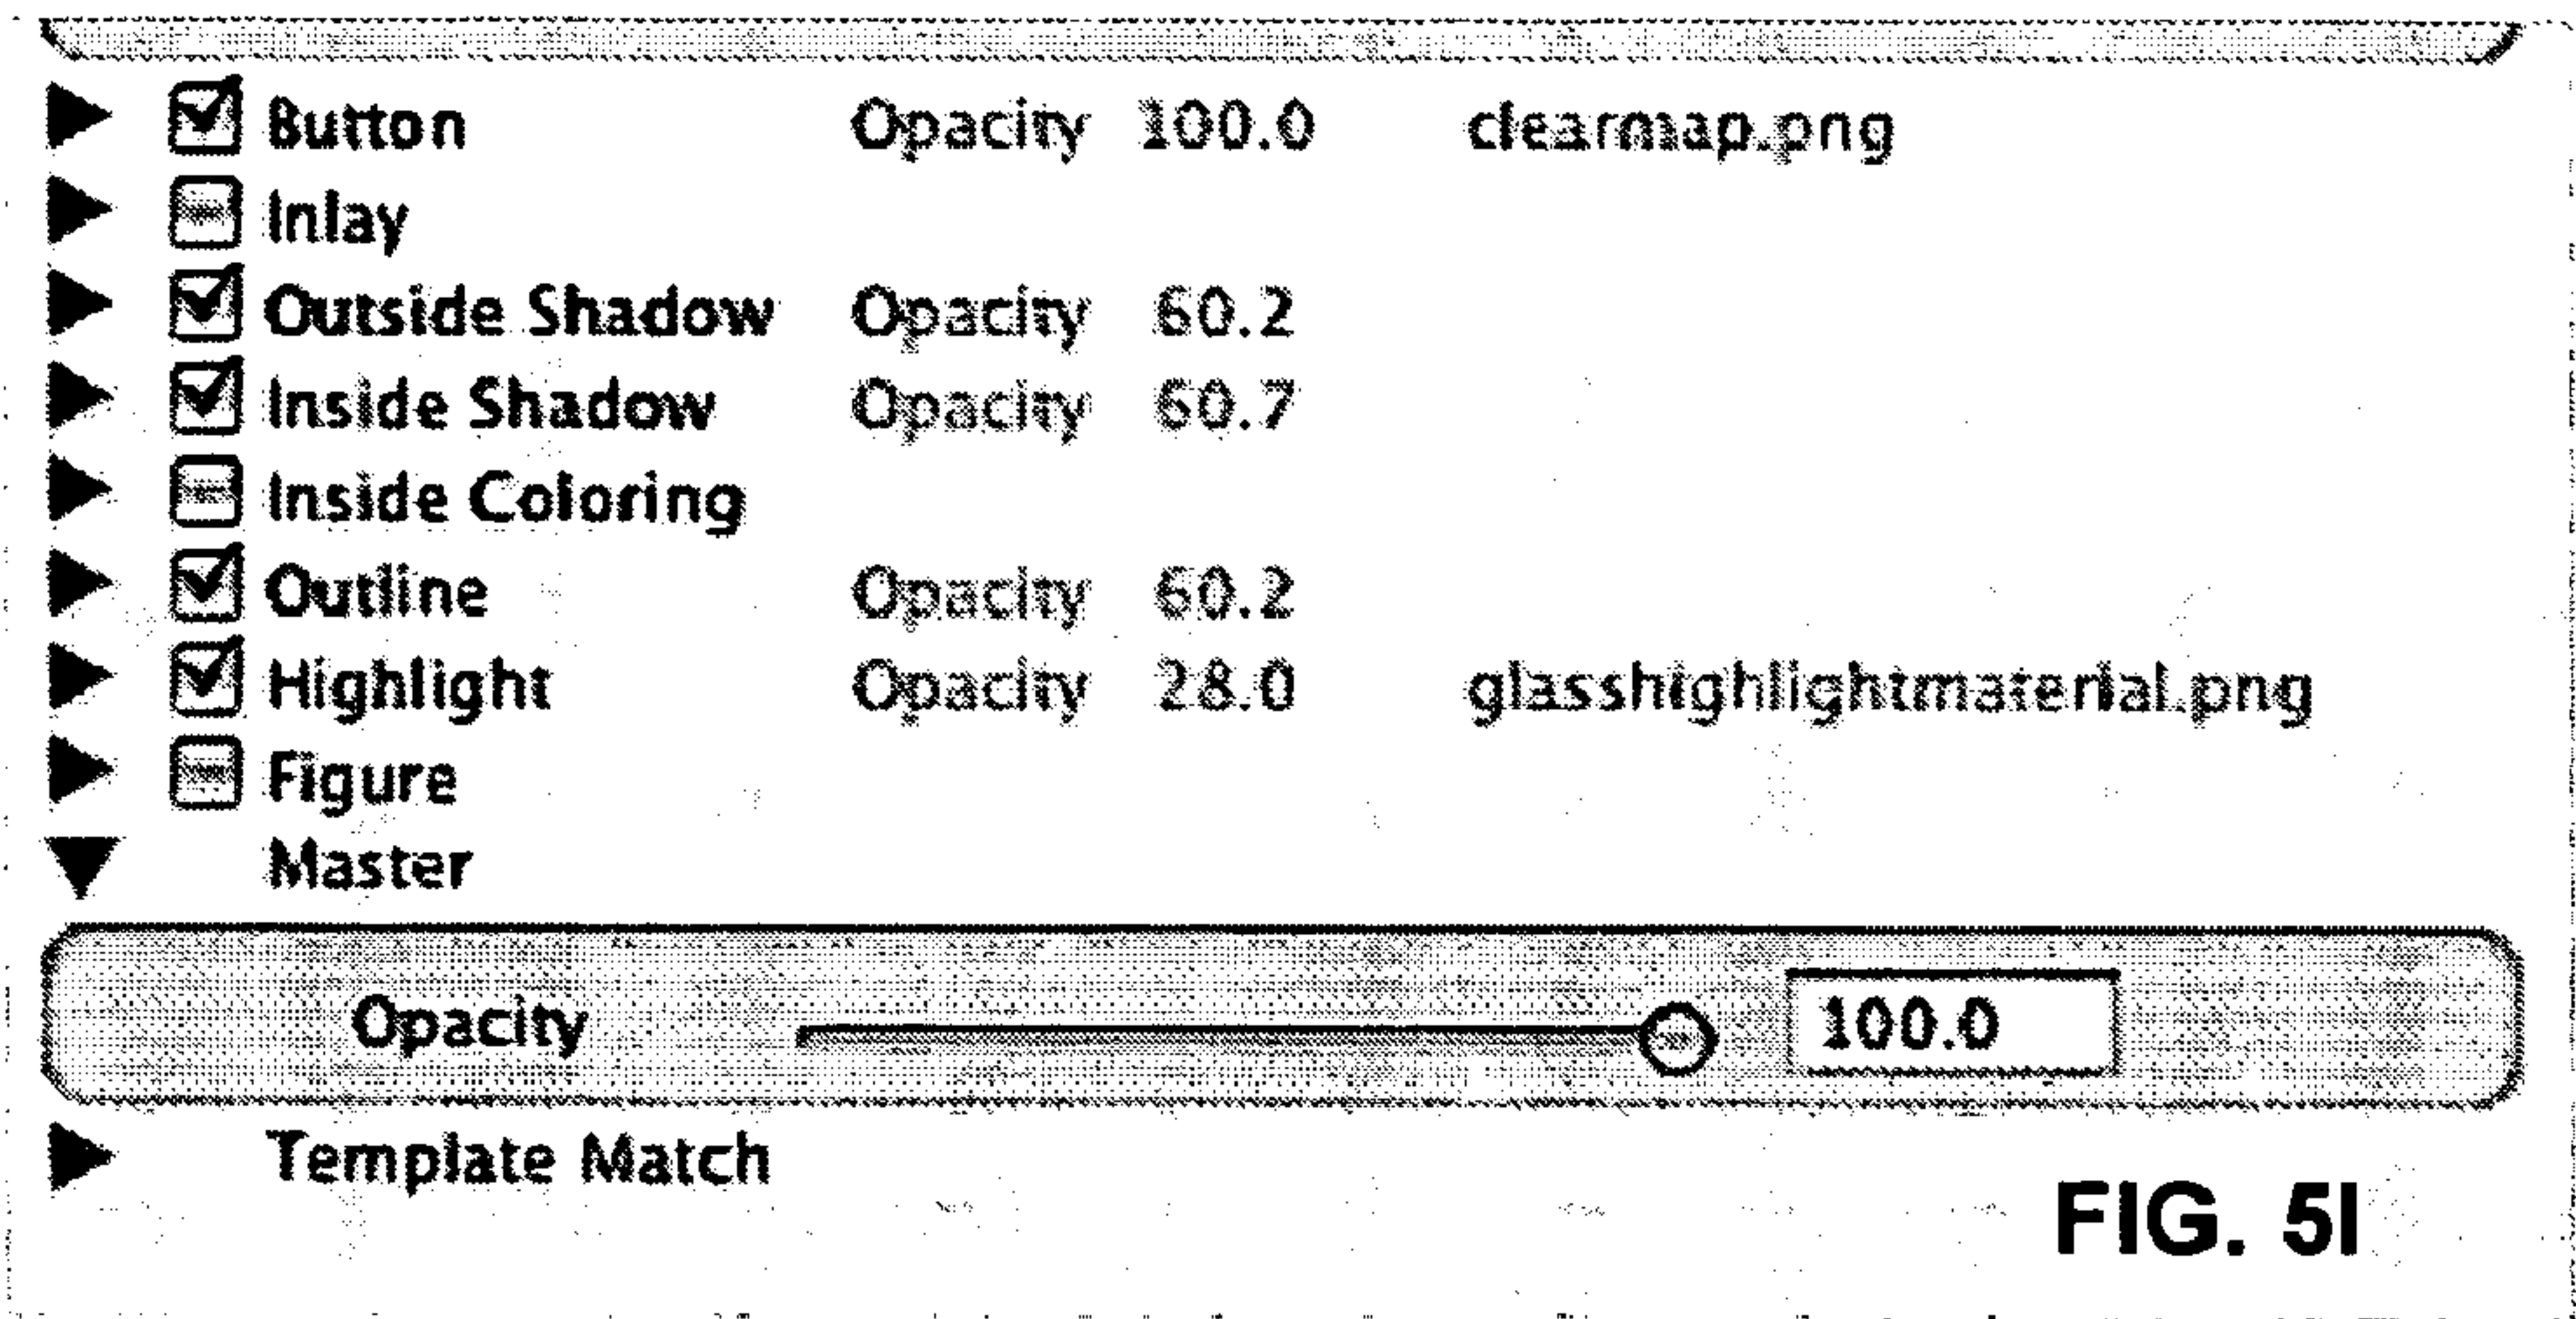 Button Opacity 100.0 clearmap.png
Inlay
Outside Shadow Opacity 60.2
Inside Shadow Opacity 60.7
Inside Coloring
Outline Opacity 60.2
Highlight Opacity 28.0 glasshighlightmaterial.png
Figure
Master
Opacity 100.0
Template Match
FIG. 5I